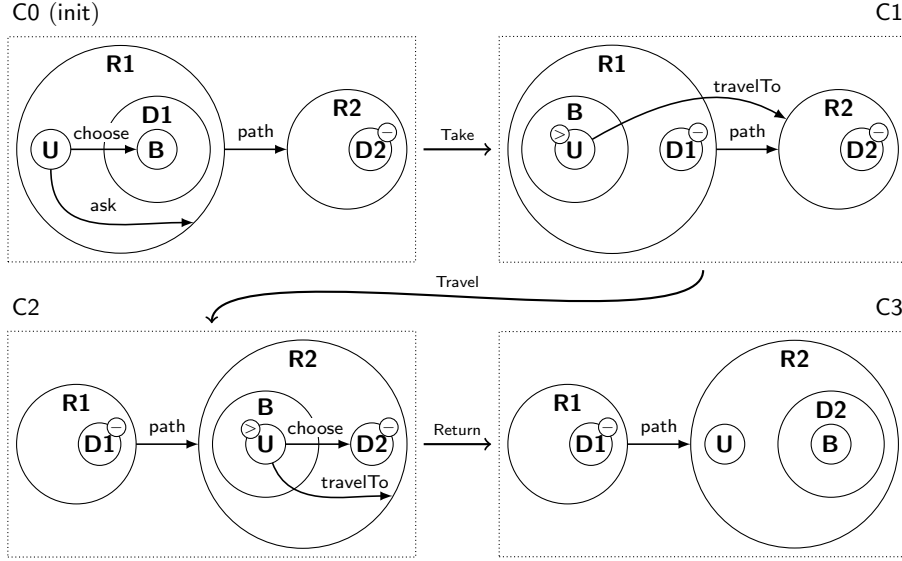 C0 (init)
C1
R1
D1
U
choose
B
ask
path
R2
D2
−
Take
R1
B
>
U
travelTo
D1
−
path
R2
D2
−
Travel
C2
C3
R1
D1
−
path
R2
B
>
U
choose
D2
−
travelTo
Return
R1
D1
−
path
R2
U
D2
B